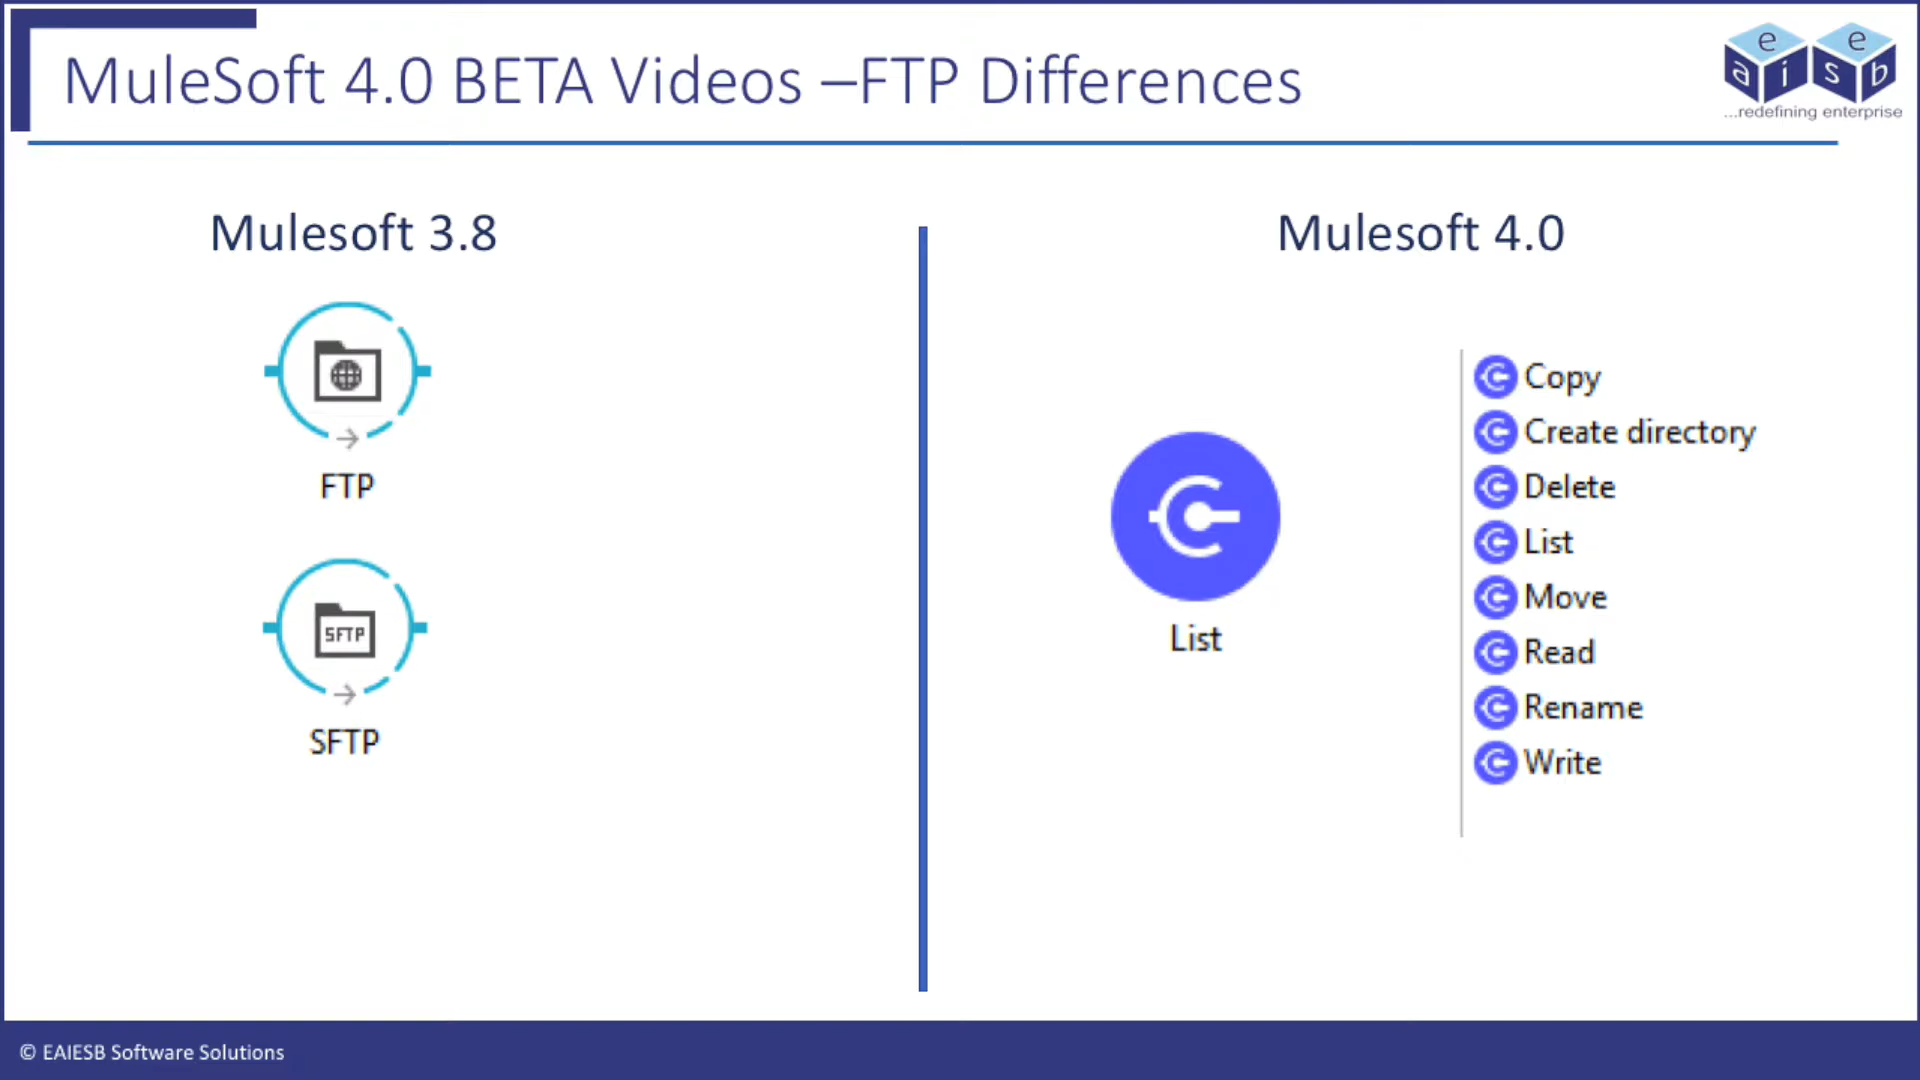 MuleSoft 4.0 BETA Videos –FTP Differences
e e
a i s b
...redefining enterprise
Mulesoft 3.8
FTP
SFTP
SFTP
Mulesoft 4.0
List
Copy
Create directory
Delete
List
Move
Read
Rename
Write
© EAIESB Software Solutions